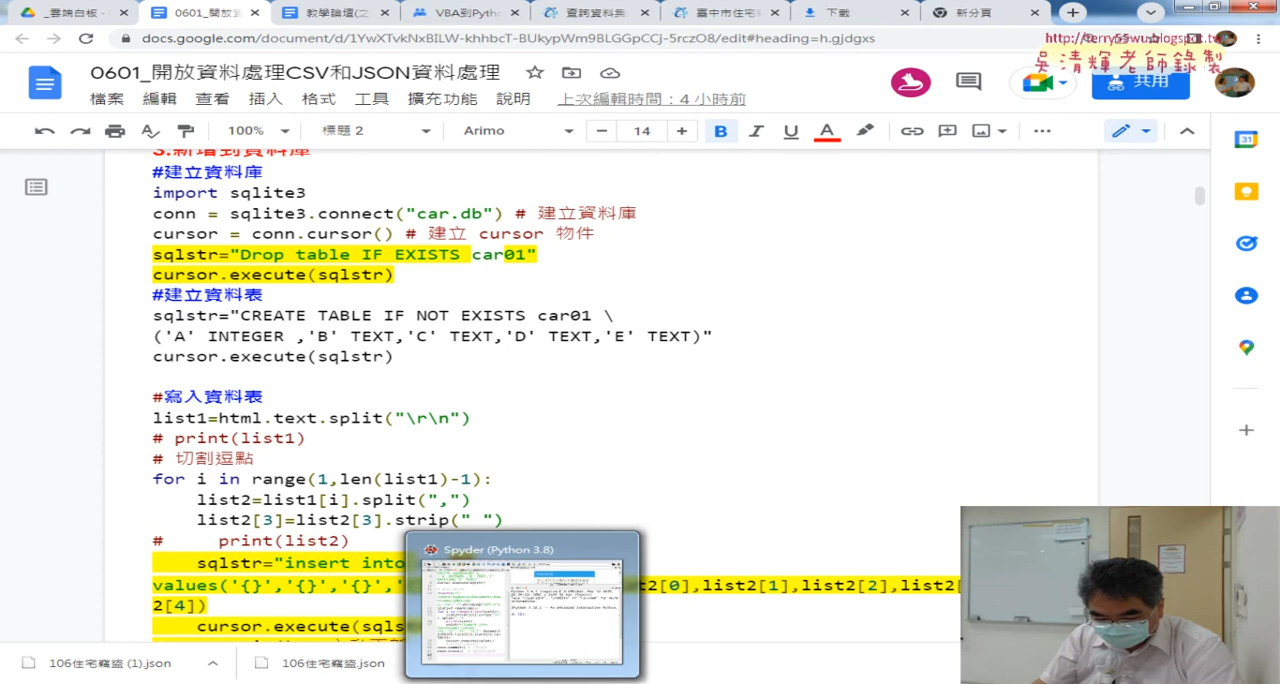 _雲端白板 -
0601_開放資
教學論壇(之
VBA到Pytho
查詢資料集
臺中市住宅
下載
新分頁
docs.google.com/document/d/1YwXTvkNxBILW-khhbcT-BUkypWm9BLGGpCCJ-5rczO8/edit#heading=h.gjdgxs
http://terry55wu.blogspot.tw
吳清輝老師錄製
0601_開放資料處理CSV和JSON資料處理
共用
檔案 編輯 查看 插入 格式 工具 擴充功能 說明 上次編輯時間：4 小時前
100% 標題 2 Arimo 14 B I U A
3.新增到資料庫
#建立資料庫
import sqlite3
conn = sqlite3.connect("car.db") # 建立資料庫
cursor = conn.cursor() # 建立 cursor 物件
sqlstr="Drop table IF EXISTS car01"
cursor.execute(sqlstr)
#建立資料表
sqlstr="CREATE TABLE IF NOT EXISTS car01 \
('A' INTEGER ,'B' TEXT,'C' TEXT,'D' TEXT,'E' TEXT)"
cursor.execute(sqlstr)
#寫入資料表
list1=html.text.split("\r\n")
# print(list1)
# 切割逗點
for i in range(1,len(list1)-1):
list2=list1[i].split(",")
list2[3]=list2[3].strip(" ")
# print(list2)
sqlstr="insert into
values('{}','{}','{}','
t2[0],list2[1],list2[2],list2
2[4])
cursor.execute(s
Spyder (Python 3.8)
106住宅竊盜 (1).json
106住宅竊盜.json